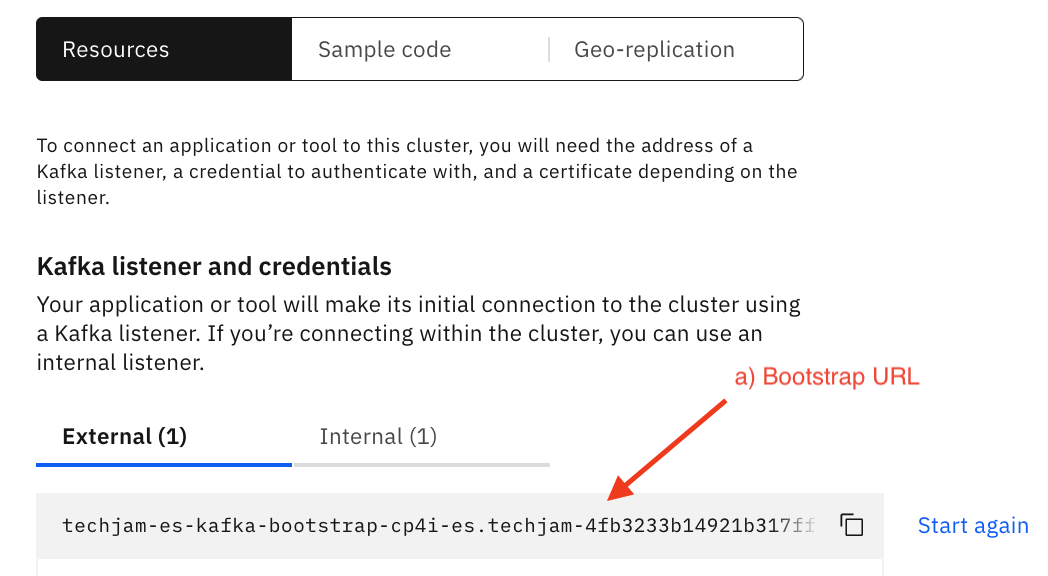 Resources Sample code Geo-replication
To connect an application or tool to this cluster, you will need the address of a
Kafka listener, a credential to authenticate with, and a certificate depending on the
listener.
Kafka listener and credentials
Your application or tool will make its initial connection to the cluster using
a Kafka listener. If you’re connecting within the cluster, you can use an
internal listener.
a) Bootstrap URL
External (1) Internal (1)
techjam-es-kafka-bootstrap-cp4i-es.techjam-4fb3233b14921b317ff Start again